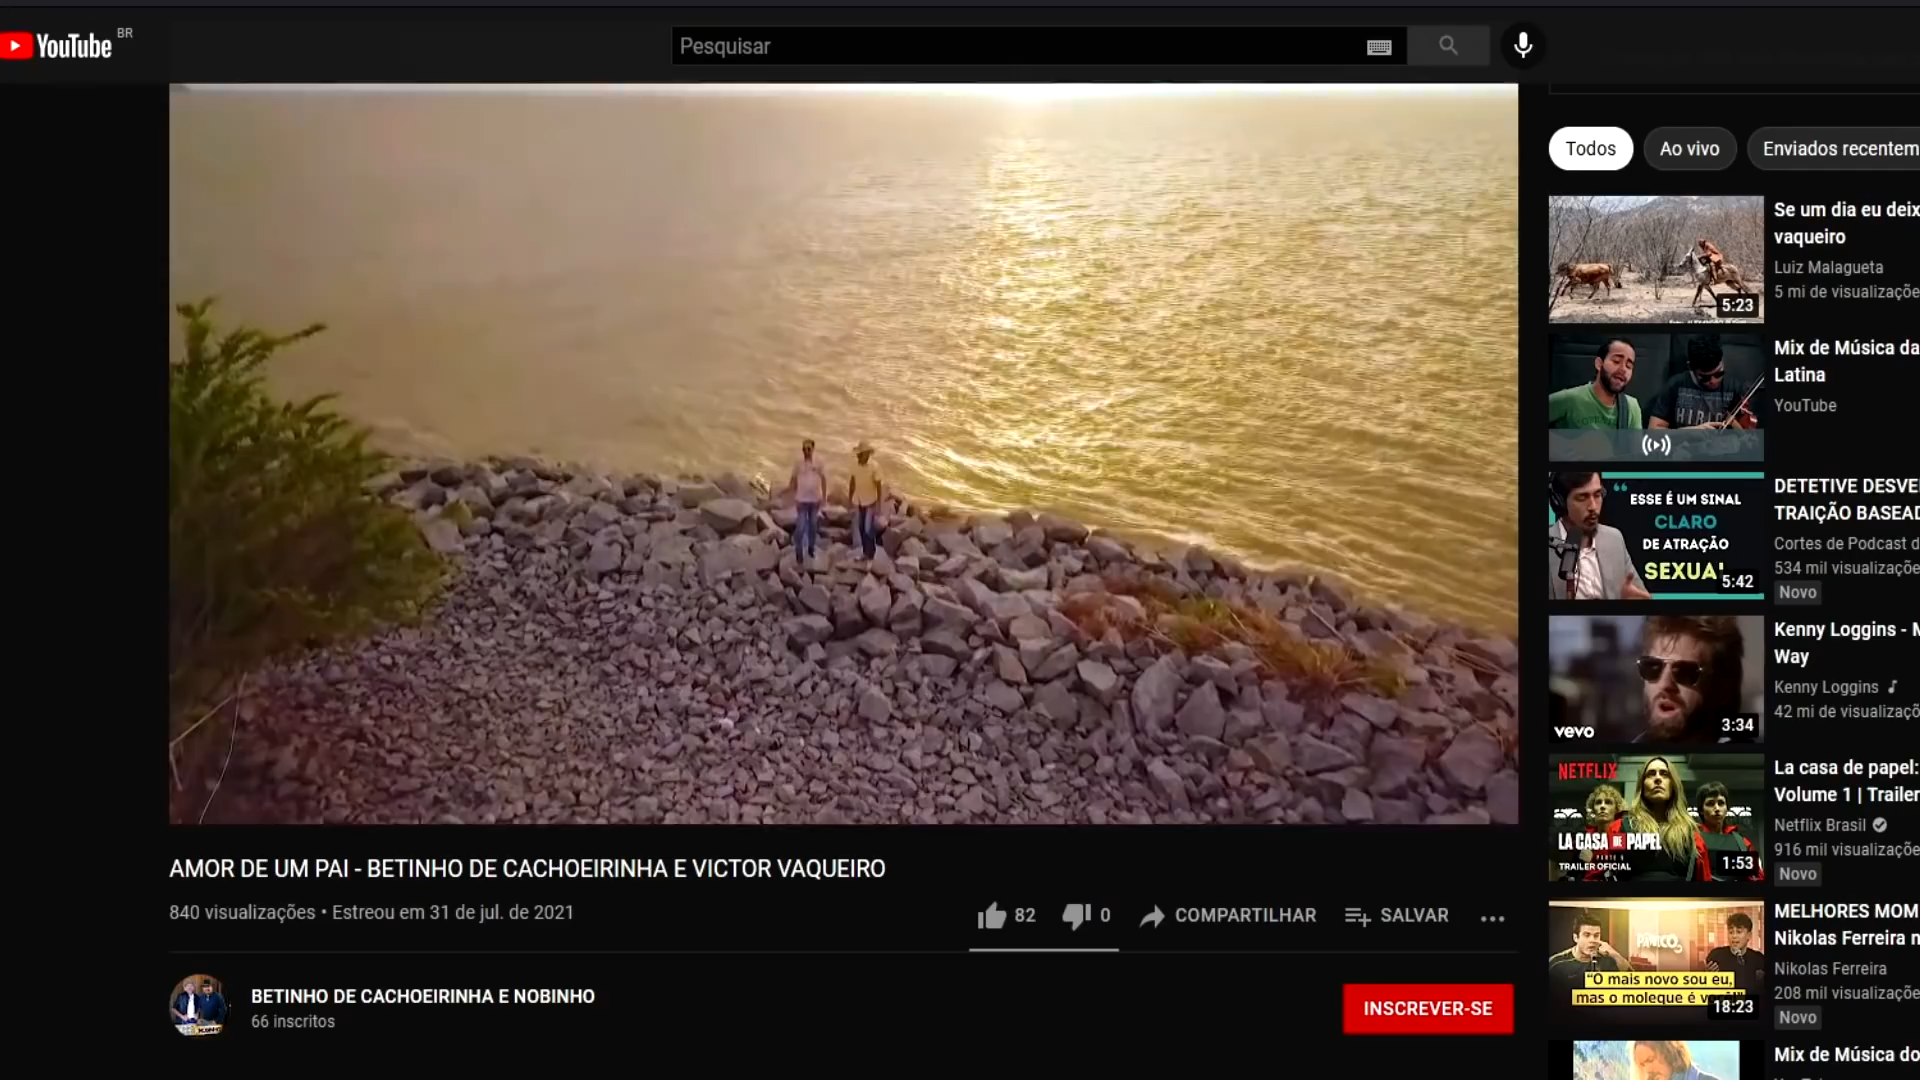 YouTube BR
Pesquisar
Todos
Ao vivo
Enviados recentem
Se um dia eu deix
vaqueiro
Luiz Malagueta
5 mi de visualizaçõe
5:23
Mix de Música da
Latina
YouTube
ESSE É UM SINAL
CLARO
DE ATRAÇÃO
SEXUAL
5:42
DETETIVE DESVE
TRAIÇÃO BASEAD
Cortes de Podcast d
534 mil visualizaçõe
Novo
vevo
3:34
Kenny Loggins - M
Way
Kenny Loggins
42 mi de visualizaçõ
NETFLIX
LA CASA DE PAPEL
PARTE 5
TRAILER OFICIAL
1:53
La casa de papel:
Volume 1 | Trailer
Netflix Brasil
916 mil visualizaçõe
Novo
PÂNICO
"O mais novo sou eu,
mas o moleque é
18:23
MELHORES MOM
Nikolas Ferreira n
Nikolas Ferreira
208 mil visualizaçõe
Novo
Mix de Música do
AMOR DE UM PAI - BETINHO DE CACHOEIRINHA E VICTOR VAQUEIRO
840 visualizações • Estreou em 31 de jul. de 2021
82
0
COMPARTILHAR
SALVAR
BETINHO DE CACHOEIRINHA E NOBINHO
66 inscritos
INSCREVER-SE